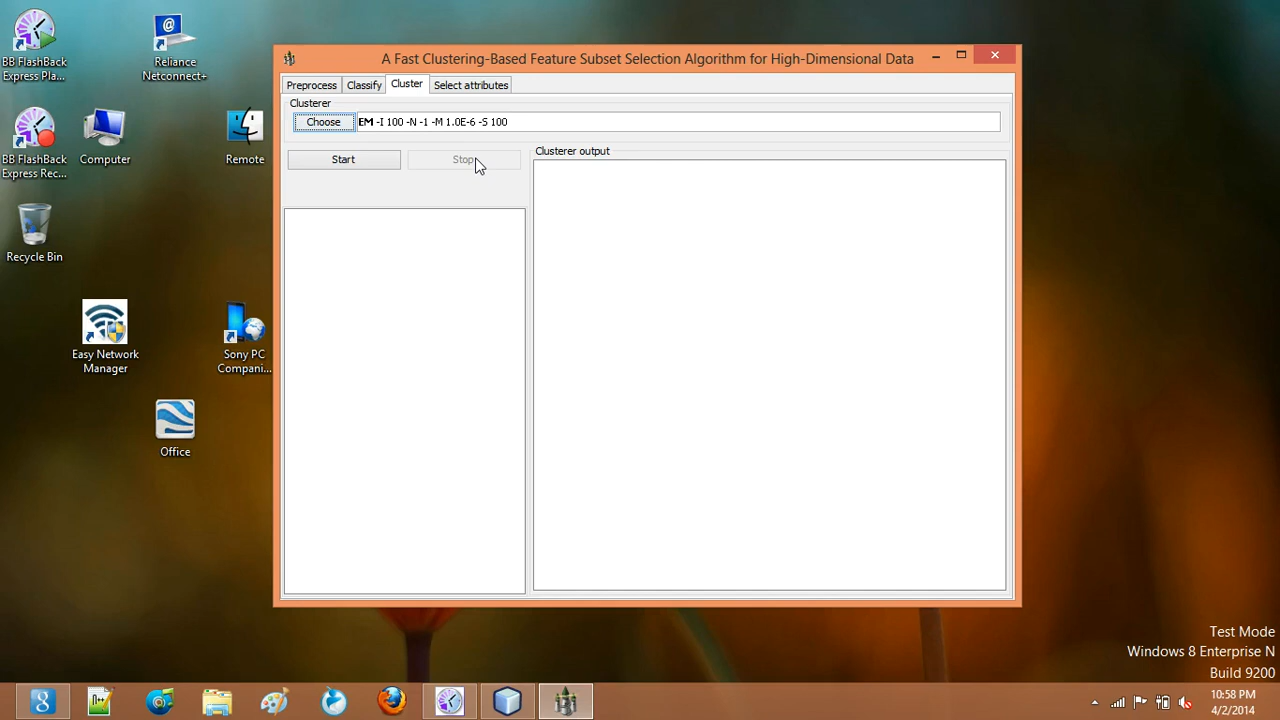 A Fast Clustering-Based Feature Subset Selection Algorithm for High-Dimensional Data
Preprocess Classify Cluster Select attributes
Clusterer
Choose EM -I 100 -N -1 -M 1.0E-6 -S 100
Start Stop
Clusterer output
BB FlashBack
Express Pla...
Reliance
Netconnect+
BB FlashBack
Express Rec...
Computer
Remote
Recycle Bin
Easy Network
Manager
Sony PC
Compani...
Office
Test Mode
Windows 8 Enterprise N
Build 9200
10:58 PM
4/2/2014